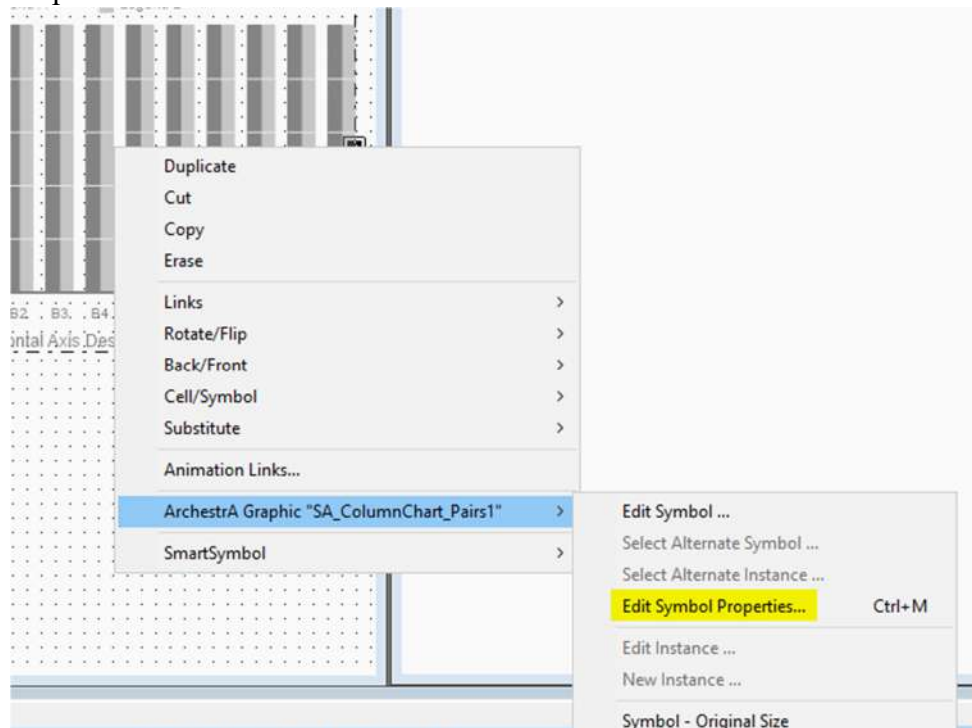 B2
B3.
B4.
ontal Axis Des
Duplicate
Cut
Copy
Erase
Links
Rotate/Flip
Back/Front
Cell/Symbol
Substitute
Animation Links...
ArchestrA Graphic "SA_ColumnChart_Pairs1"
SmartSymbol
Edit Symbol ...
Select Alternate Symbol ...
Select Alternate Instance ...
Edit Symbol Properties... Ctrl+M
Edit Instance ...
New Instance ...
Symbol - Original Size